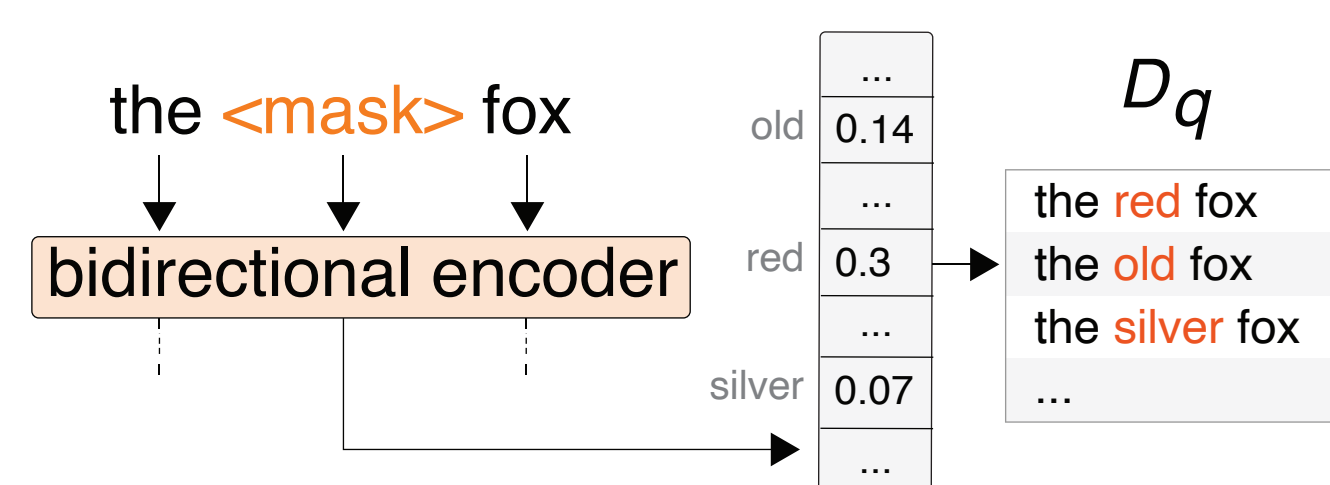 the <mask> fox
bidirectional encoder
...
old 0.14
...
red 0.3
...
silver 0.07
...
Dq
the red fox
the old fox
the silver fox
...